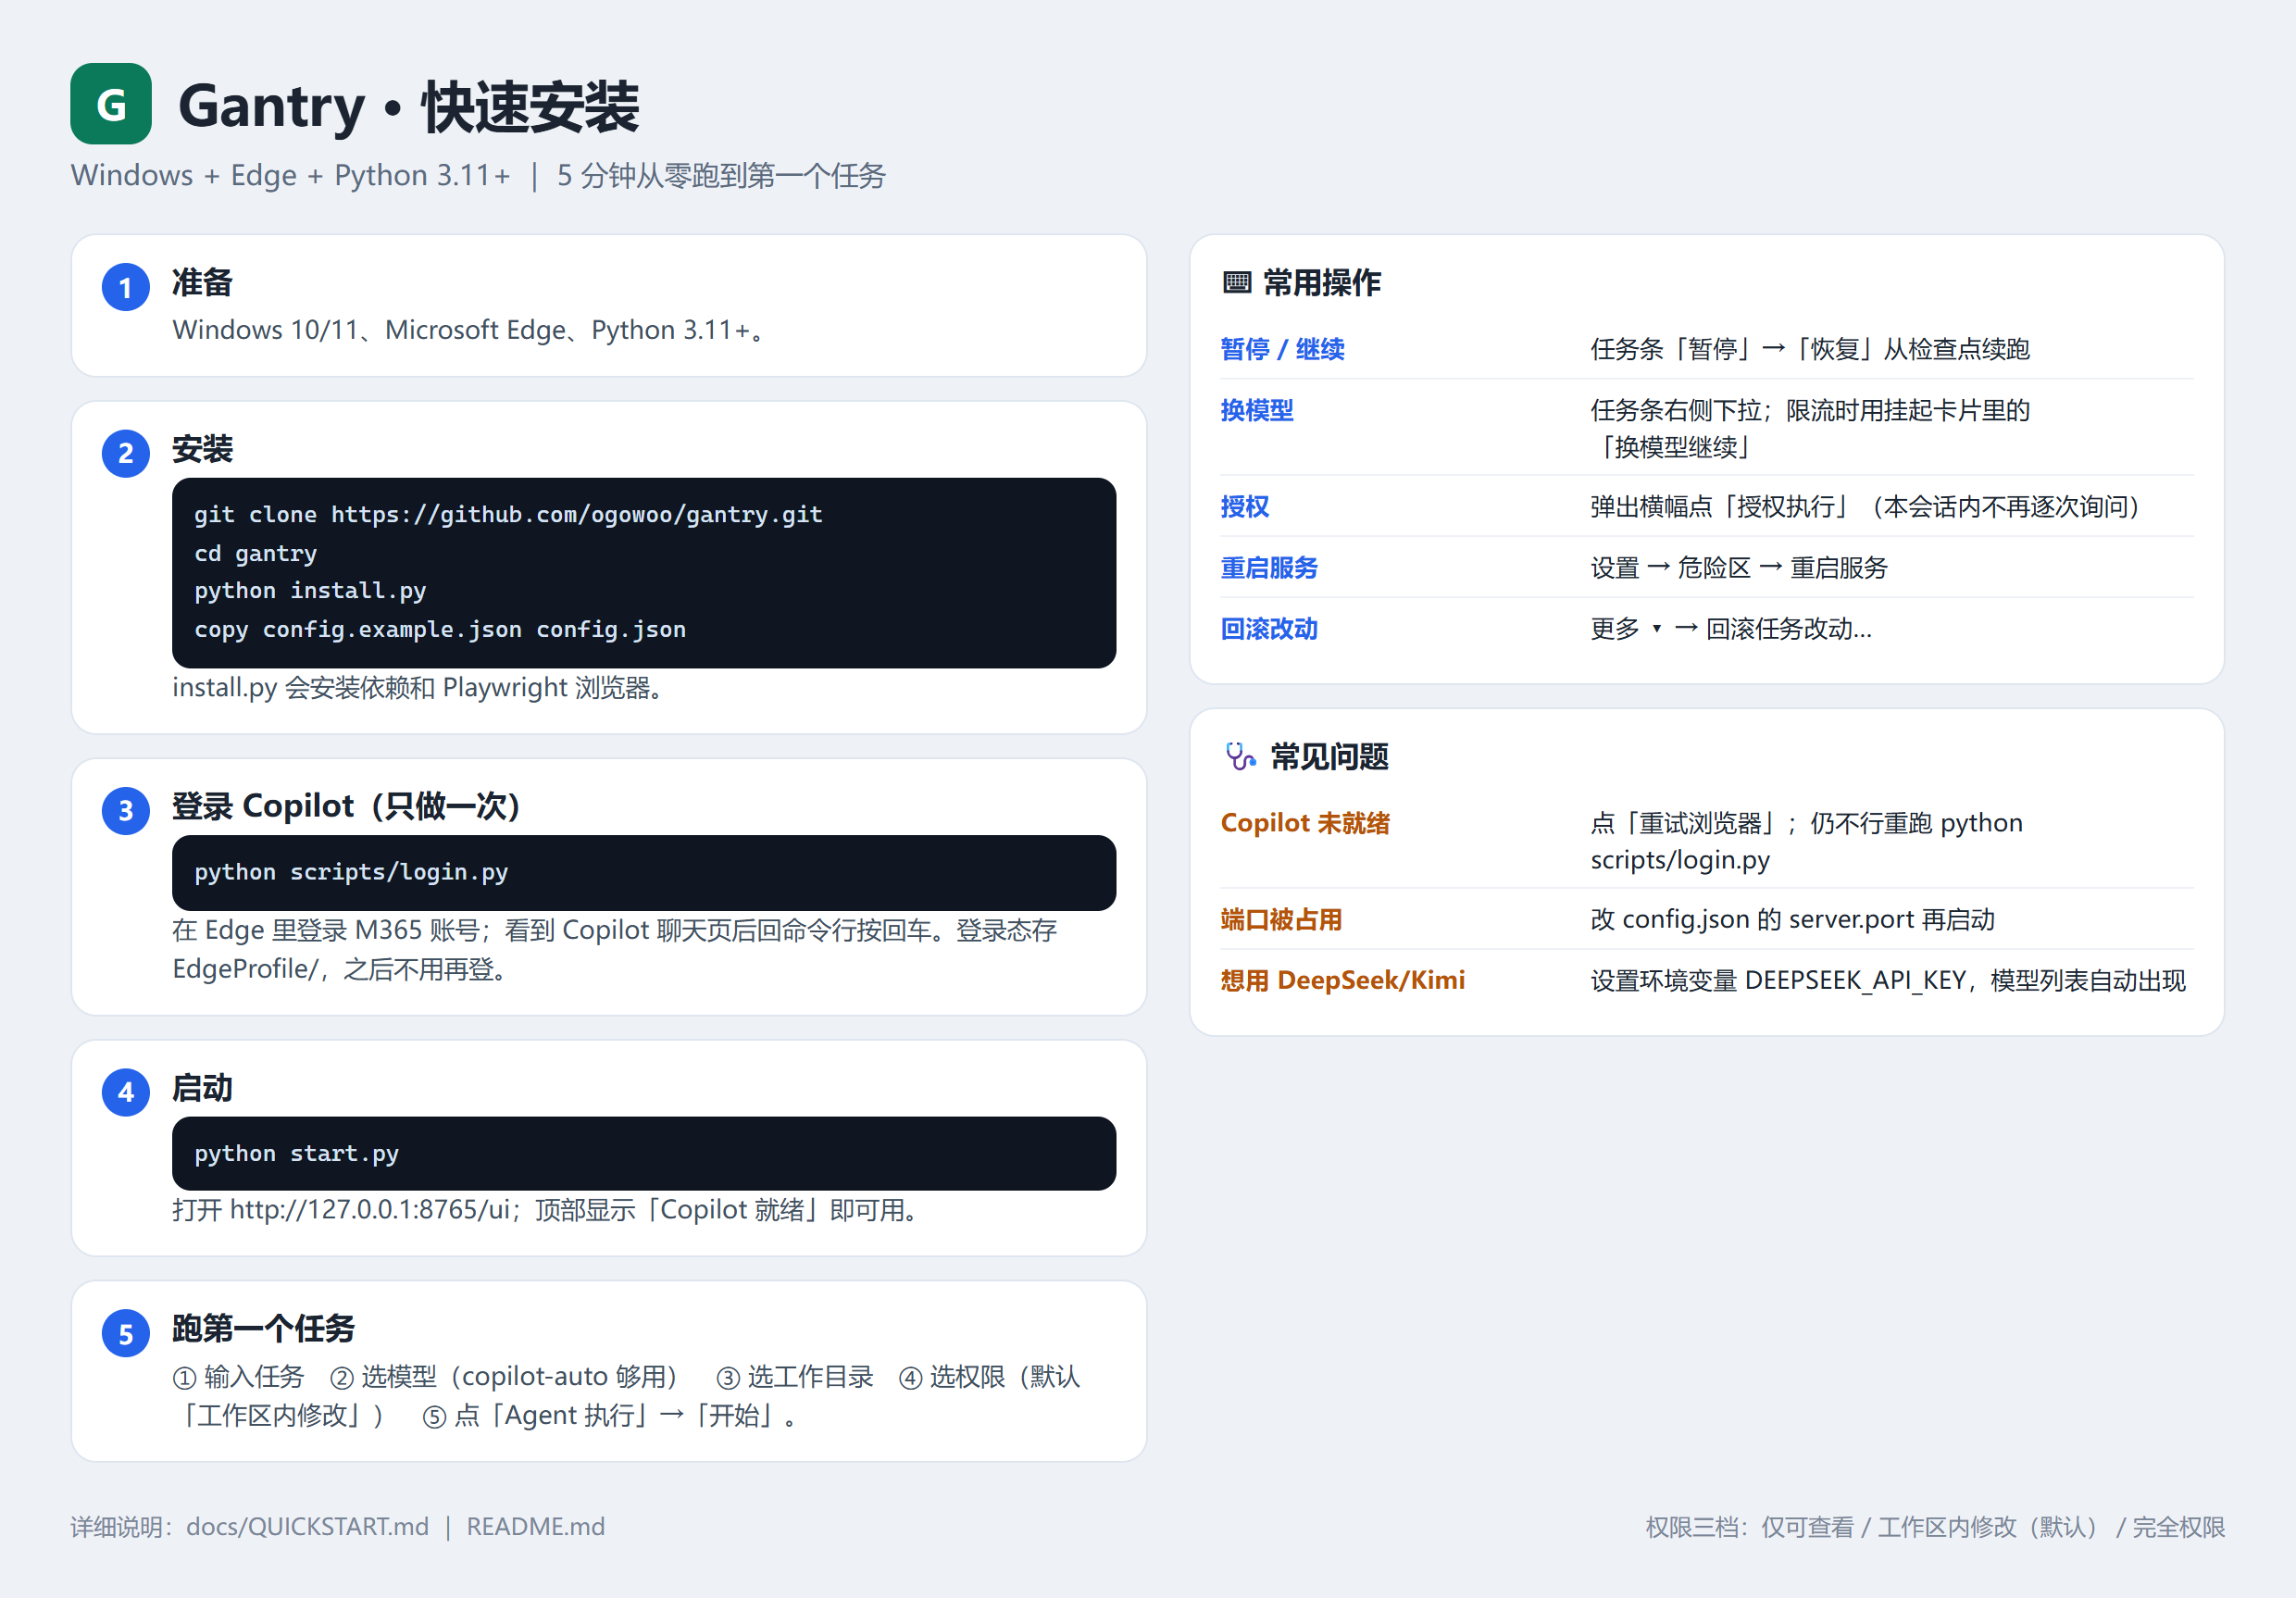 G
Gantry · 快速安装
Windows + Edge + Python 3.11+ | 5 分钟从零跑到第一个任务
1
准备
Windows 10/11、Microsoft Edge、Python 3.11+。
2
安装
git clone https://github.com/ogowoo/gantry.git
cd gantry
python install.py
copy config.example.json config.json
install.py 会安装依赖和 Playwright 浏览器。
3
登录 Copilot（只做一次）
python scripts/login.py
在 Edge 里登录 M365 账号；看到 Copilot 聊天页后回命令行按回车。登录态存
EdgeProfile/，之后不用再登。
4
启动
python start.py
打开 http://127.0.0.1:8765/ui；顶部显示「Copilot 就绪」即可用。
5
跑第一个任务
① 输入任务 ② 选模型（copilot-auto 够用） ③ 选工作目录 ④ 选权限（默认
「工作区内修改」） ⑤ 点「Agent 执行」→「开始」。
常用操作
暂停 / 继续 任务条「暂停」→「恢复」从检查点续跑
换模型 任务条右侧下拉；限流时用挂起卡片里的
「换模型继续」
授权 弹出横幅点「授权执行」（本会话内不再逐次询问）
重启服务 设置 → 危险区 → 重启服务
回滚改动 更多 ▾ → 回滚任务改动...
常见问题
Copilot 未就绪 点「重试浏览器」；仍不行重跑 python
scripts/login.py
端口被占用 改 config.json 的 server.port 再启动
想用 DeepSeek/Kimi 设置环境变量 DEEPSEEK_API_KEY，模型列表自动出现
详细说明：docs/QUICKSTART.md | README.md
权限三档：仅可查看 / 工作区内修改（默认） / 完全权限